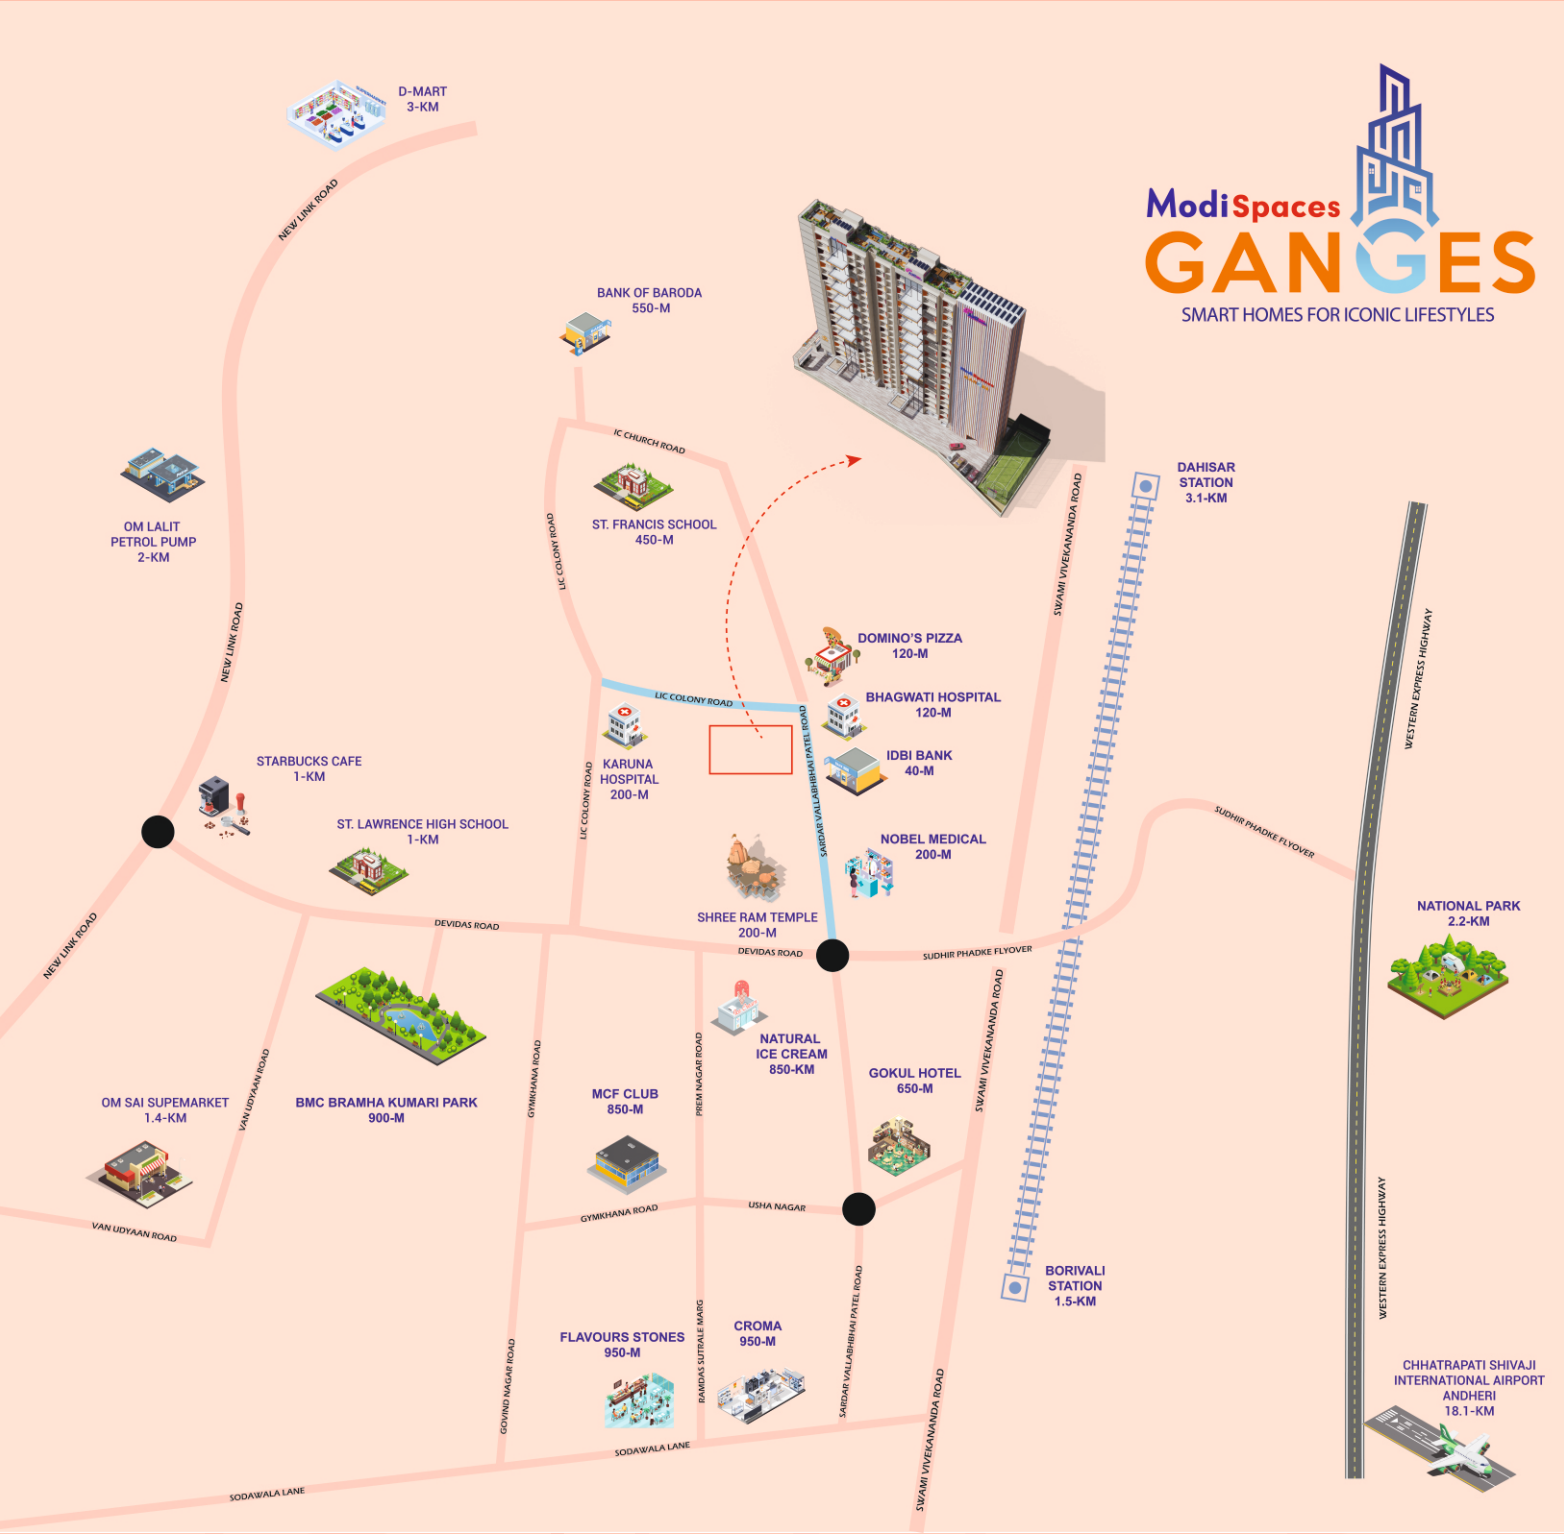 D-MART
3-KM
NEW LINK ROAD
ModiSpaces
GANGES
SMART HOMES FOR ICONIC LIFESTYLES
BANK OF BARODA
550-M
IC CHURCH ROAD
ST. FRANCIS SCHOOL
450-M
LIC COLONY ROAD
OM LALIT
PETROL PUMP
2-KM
NEW LINK ROAD
DAHISAR
STATION
3.1-KM
SWAMI VIVEKANANDA ROAD
WESTERN EXPRESS HIGHWAY
DOMINO'S PIZZA
120-M
LIC COLONY ROAD
BHAGWATI HOSPITAL
120-M
SARDAR VALLABHBHAI PATEL ROAD
IDBI BANK
40-M
KARUNA
HOSPITAL
200-M
LIC COLONY ROAD
STARBUCKS CAFE
1-KM
ST. LAWRENCE HIGH SCHOOL
1-KM
NOBEL MEDICAL
200-M
SUDHIR PHADKE FLYOVER
SHREE RAM TEMPLE
200-M
NATIONAL PARK
2.2-KM
NEW LINK ROAD
DEVIDAS ROAD
DEVIDAS ROAD
SUDHIR PHADKE FLYOVER
SWAMI VIVEKANANDA ROAD
NATURAL
ICE CREAM
850-KM
GOKUL HOTEL
650-M
MCF CLUB
850-M
PREM NAGAR ROAD
GYMKHANA ROAD
BMC BRAMHA KUMARI PARK
900-M
VAN UDYAAN ROAD
OM SAI SUPEMARKET
1.4-KM
VAN UDYAAN ROAD
GYMKHANA ROAD
USHA NAGAR
BORIVALI
STATION
1.5-KM
WESTERN EXPRESS HIGHWAY
SARDAR VALLABHBHAI PATEL ROAD
CROMA
950-M
FLAVOURS STONES
950-M
RAMDAS SUTRALE MARG
GOVIND NAGAR ROAD
CHHATRAPATI SHIVAJI
INTERNATIONAL AIRPORT
ANDHERI
18.1-KM
SWAMI VIVEKANANDA ROAD
SODAWALA LANE
SODAWALA LANE